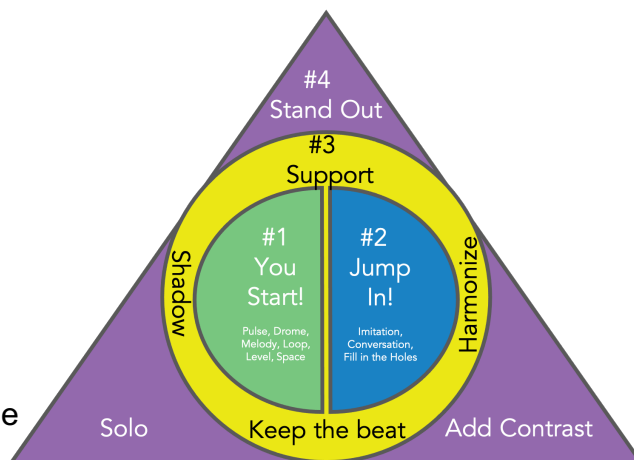 #4
Stand Out
#3
Support
#1
You
Start!
Pulse, Drome,
Melody, Loop,
Level, Space
#2
Jump
In!
Imitation,
Conversation,
Fill in the Holes
Shadow
Harmonize
Keep the beat
e
Solo
Add Contrast